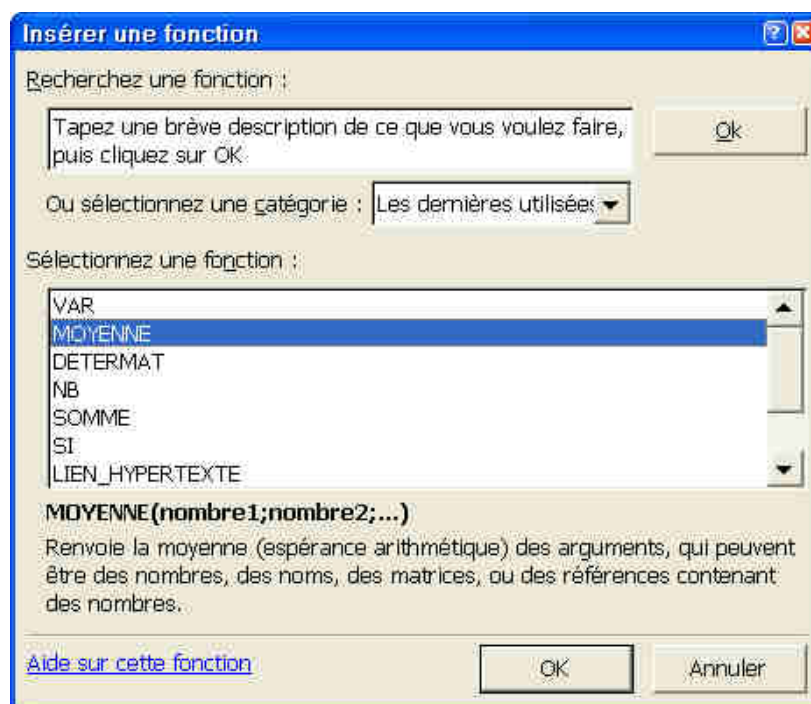 Insérer une fonction
Recherchez une fonction :
Tapez une brève description de ce que vous voulez faire,
puis cliquez sur OK
Ok
Ou sélectionnez une catégorie : Les dernières utilisées
Sélectionnez une fonction :
VAR
MOYENNE
DETERMAT
NB
SOMME
SI
LIEN_HYPERTEXTE
MOYENNE(nombre1;nombre2;...)
Renvoie la moyenne (espérance arithmétique) des arguments, qui peuvent
être des nombres, des noms, des matrices, ou des références contenant
des nombres.
Aide sur cette fonction
OK
Annuler